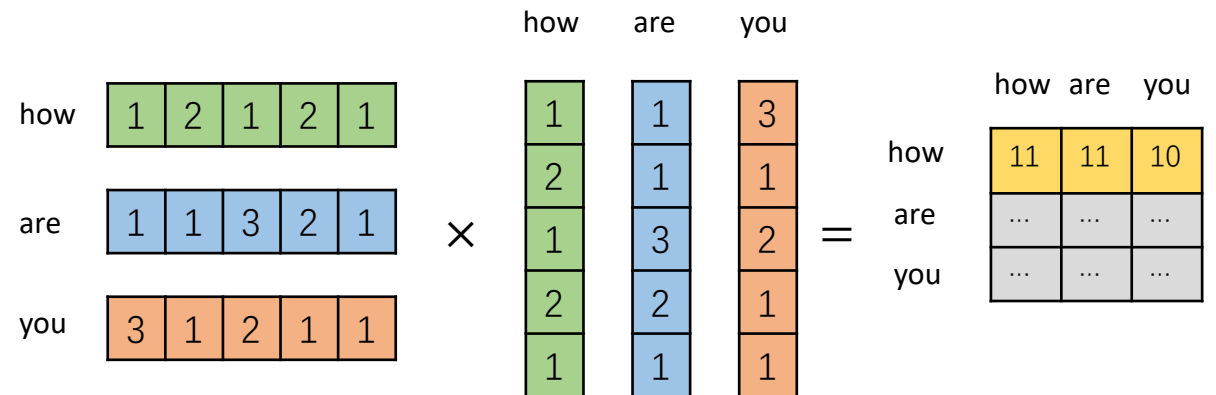 how are you
how 1 2 1 2 1
are 1 1 3 2 1
you 3 1 2 1 1
×
1 1 3
2 1 1
1 3 2
2 2 1
1 1 1
=
how are you
how 11 11 10
are ... ... ...
you ... ... ...